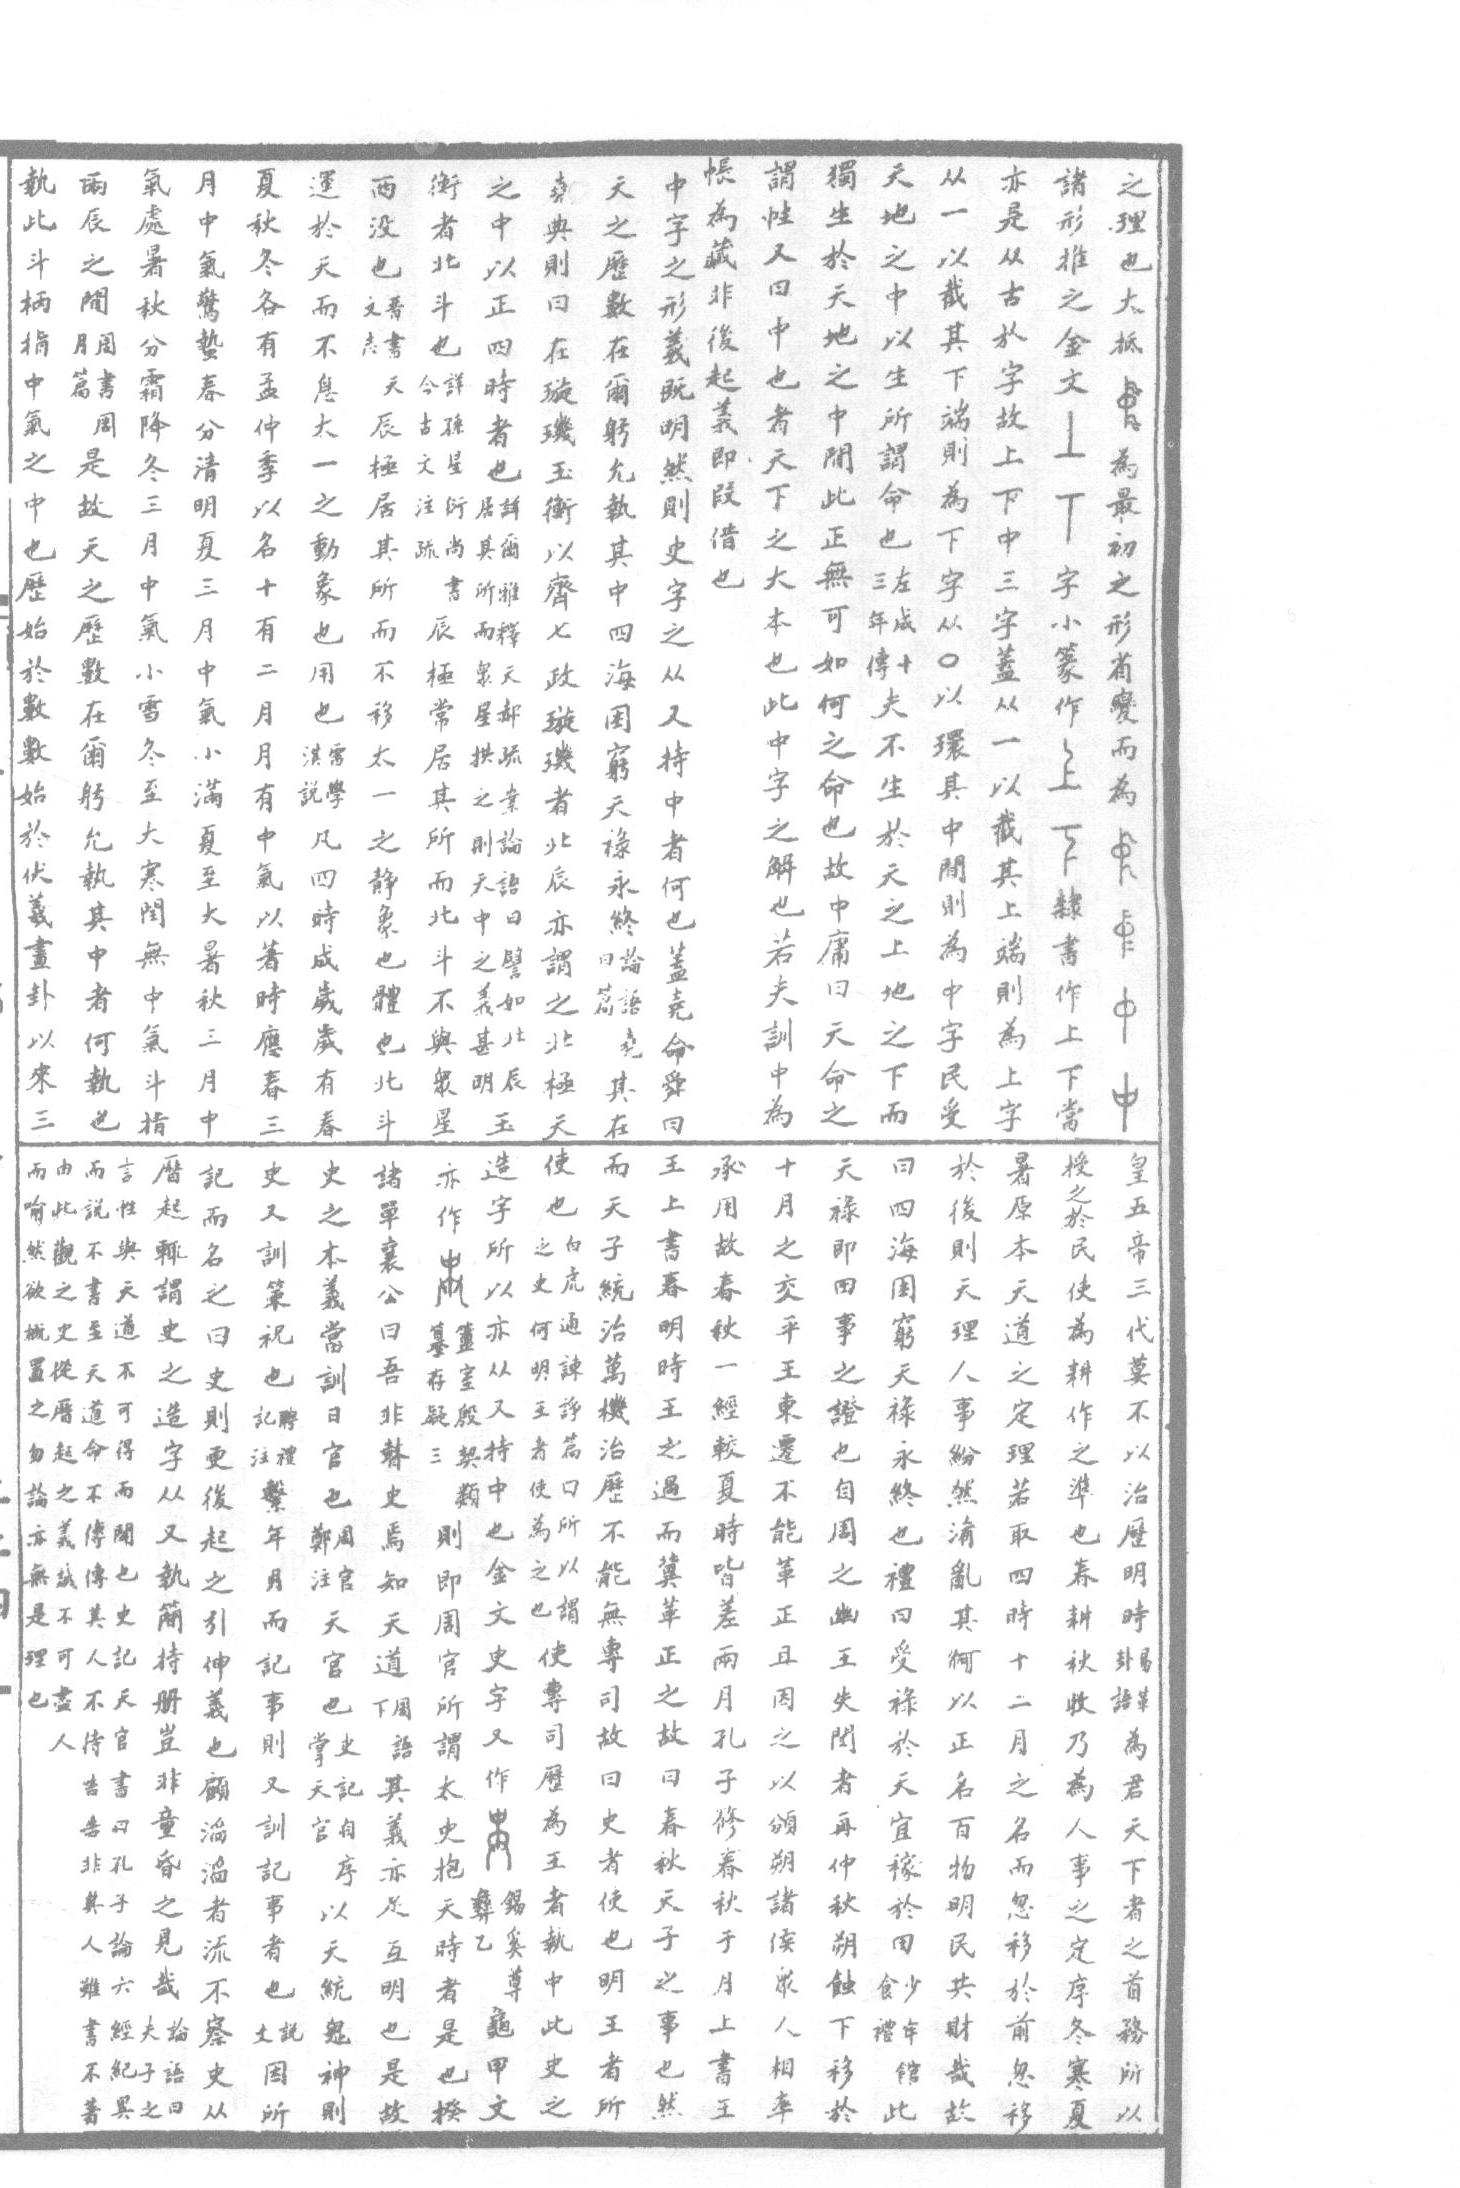 之理也大抵為最初之形省變而為中
諸形推之金文丄丅字小篆作隸書作上下當
亦是从古於字故上下中三字蓋从一以截其上端則為上字
从一以截其下端則為下字从〇以環其中間則為中字民受
天地之中以生所謂命也左成十三年傳夫不生於天之上地之下而
獨生於天地之中間此正無可如何之命也故中庸曰天命之
謂性又曰中也者天下之大本也此中字之解也若夫訓中為
帳為藏非後起義即叚借也
中字之形義既明然則史字之从又持中者何也蓋堯命舜曰
天之歷數在爾躬允執其中四海困窮天祿永終論語堯曰篇其在
堯典則曰在璇璣玉衡以齊七政璇璣者北辰亦謂之北極天
之中以正四時者也詳爾雅釋天郝疏案論語曰譬如北辰居其所而衆星拱之則天中之義甚明玉
衡者北斗也詳孫星衍尚書今古文注疏辰極常居其所而北斗不與衆星
西没也晋書天文志辰極居其所而不移太一之靜象也體也北斗
運於天而不息太一之動象也用也雷學淇説凡四時成歲歲有春
夏秋冬各有孟仲季以名十有二月月有中氣以著時應春三
月中氣驚蟄春分清明夏三月中氣小滿夏至大暑秋三月中
氣處暑秋分霜降冬三月中氣小雪冬至大寒閏無中氣斗指
兩辰之間周書周月篇是故天之歷數在爾躬允執其中者何執也
執此斗柄指中氣之中也歷始於數數始於伏羲畫卦以來三
皇五帝三代莫不以治歷明時易革卦語為君天下者之首務所以
授之於民使為耕作之準也春耕秋收乃為人事之定序冬寒夏
暑原本天道之定理若取四時十二月之名而忽移於前忽移
於後則天理人事紛然淆亂其何以正名百物明民共財哉故
曰四海困窮天祿永終也禮曰受祿於天宜稼於田少牢饋食禮此
天祿即田事之證也自周之幽王失閏者再仲秋朔蝕下移於
十月之交平王東遷不能革正且因之以頒朔諸侯衆人相率
承用故春秋一經較夏時皆差兩月孔子修春秋于月上書王
王上書春明時王之過而冀革正之故曰春秋天子之事也然
而天子統治萬機治歷不能無專司故曰史者使也明王者所
使也白虎通諫諍篇曰所以謂之史何明王者使為之也使專司歷為王者執中此史之
造字所以亦从又持中也金文史字又作錫奚尊彝乙龜甲文
亦作簠室殷契類纂存疑三則即周官所謂太史抱天時者是也揆
諸單襄公曰吾非瞽史焉知天道周語下其義亦足互明也是故
史之本義當訓日官也周官鄭注天官也史記自序掌天官以天統鬼神則
史又訓策祝也聘禮記注繫年月而記事則又訓記事者也説文因所
記而名之曰史則更後起之引伸義也顧滔滔者流不察史从
曆起輒謂史之造字从又執簡持册豈非童昏之見哉論語曰夫子之
言性與天道不可得而聞也史記天官書曰孔子論六經紀異而説不書至天道命不傳傳其人不待告告非其人雖書不著
由此觀之史從曆起之義誠不可盡人而喻然欲概置之勿論亦無是理也